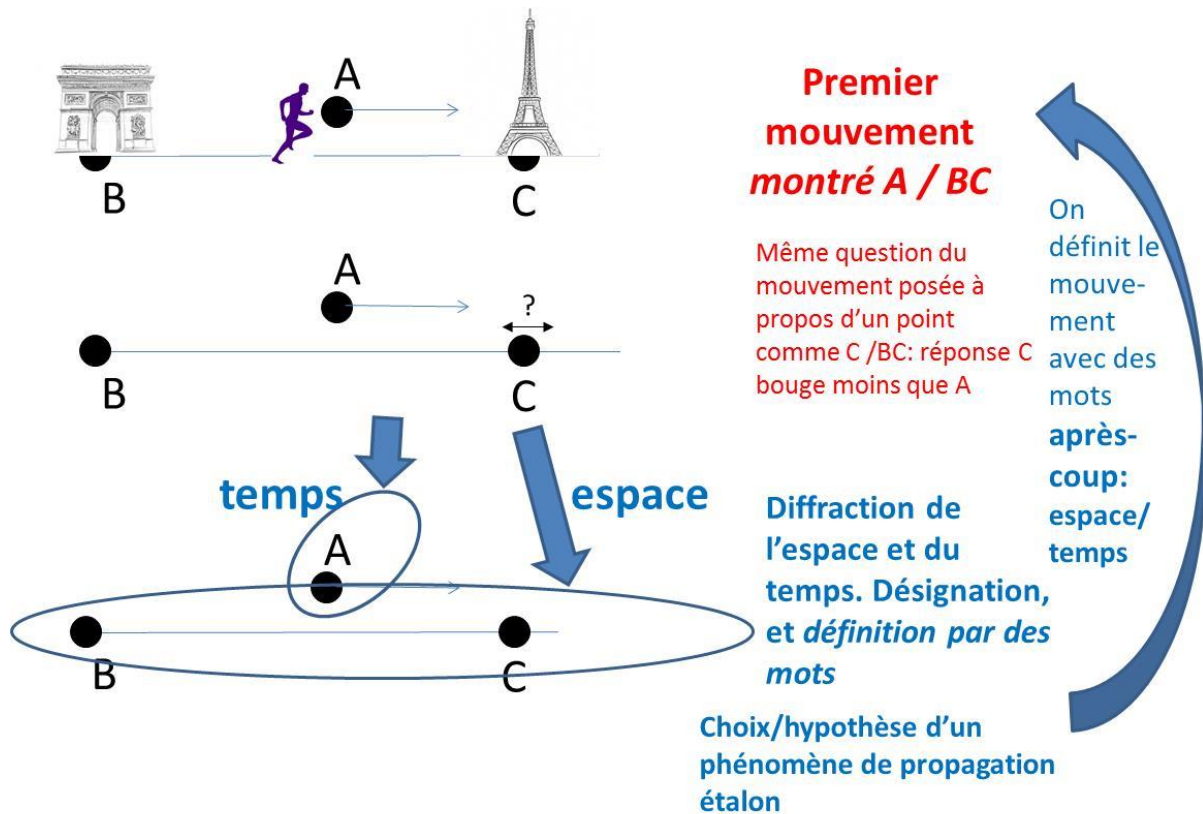 A
B
C
Premier
mouvement
montré A / BC
A
?
B
C
Même question du
mouvement posée à
propos d’un point
comme C /BC: réponse C
bouge moins que A
On
définit le
mouve-
ment
avec des
mots
après-
coup:
espace/
temps
temps
espace
A
B
C
Diffraction de
l’espace et du
temps. Désignation,
et définition par des
mots
Choix/hypothèse d’un
phénomène de propagation
étalon